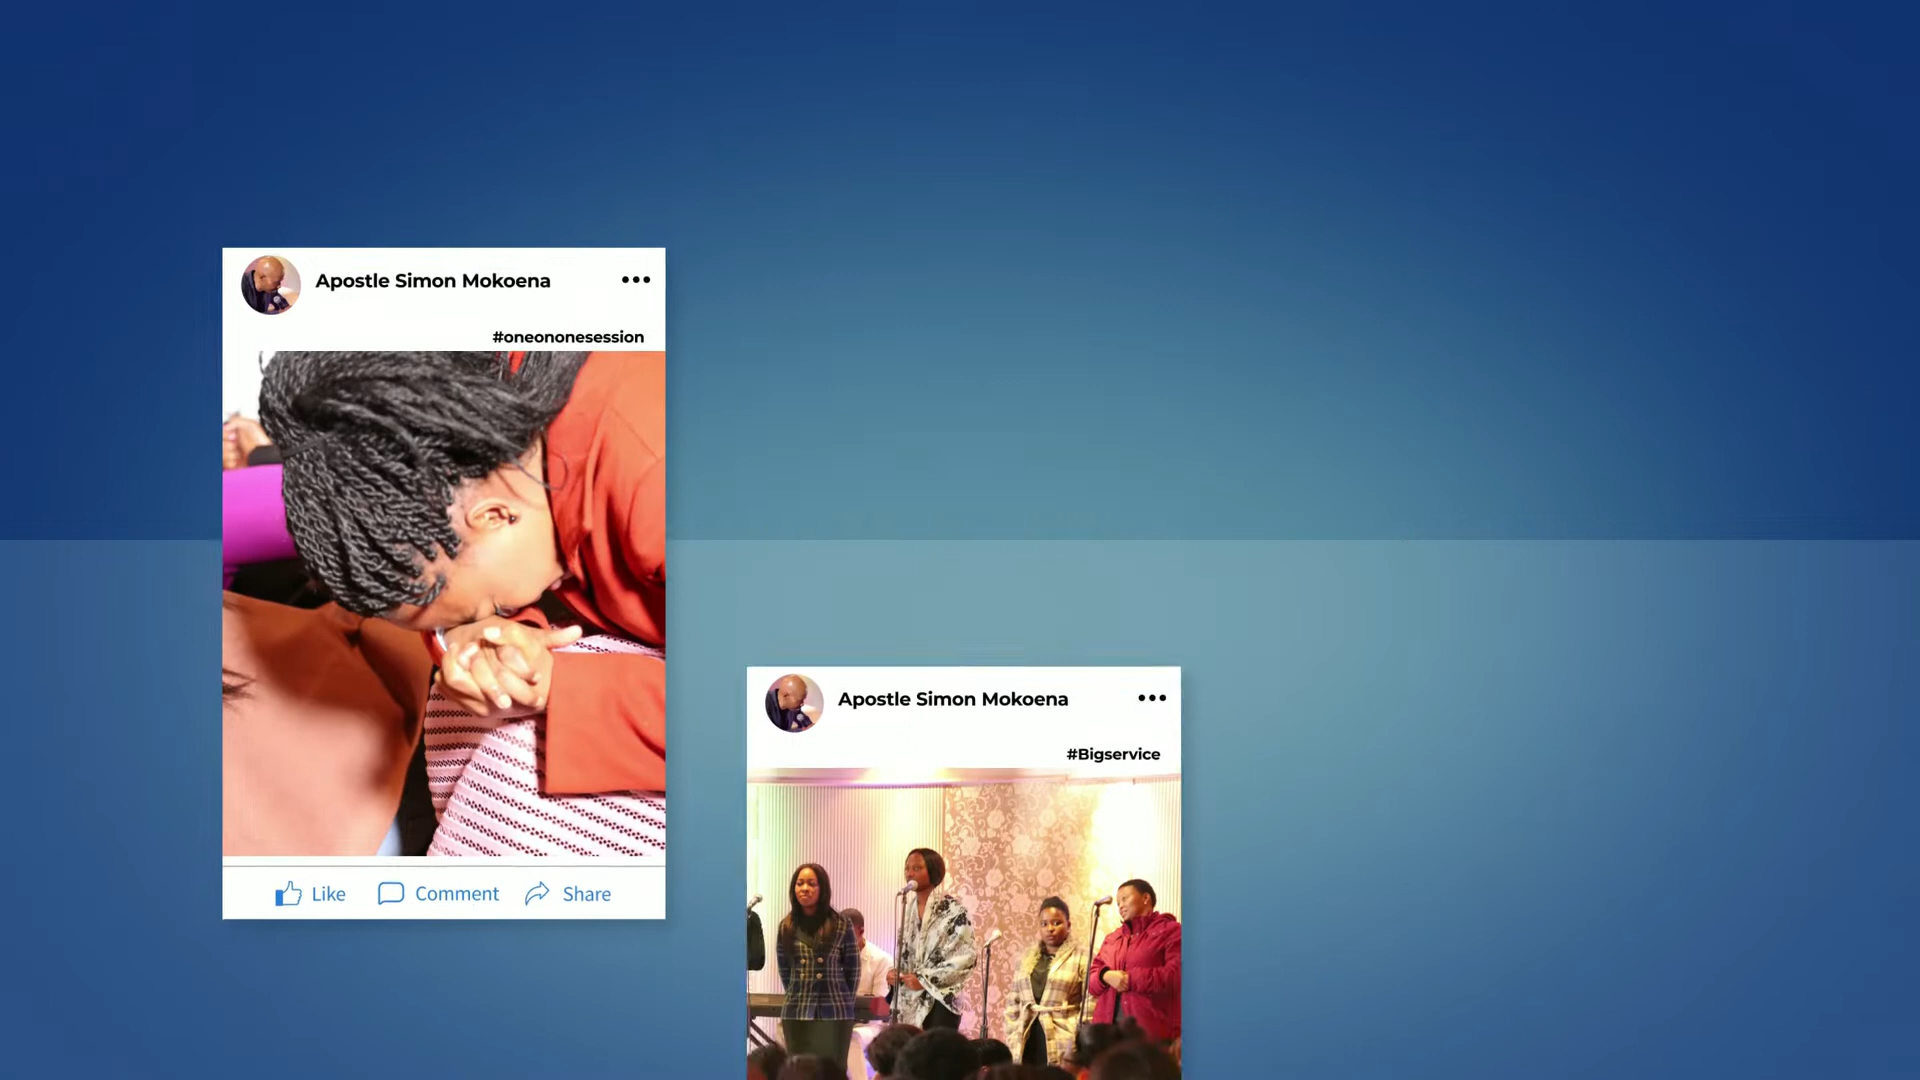 Apostle Simon Mokoena
#oneononesession
Like Comment Share
Apostle Simon Mokoena
#Bigservice